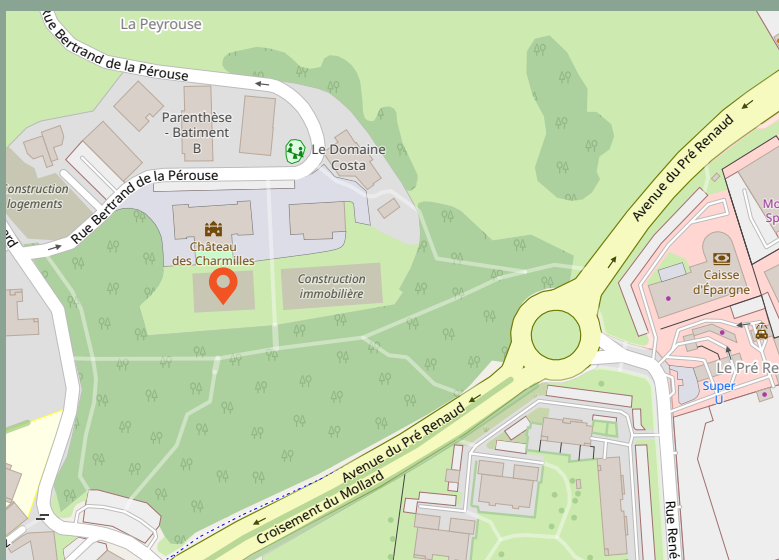 La Peyrouse
Rue Bertrand de la Pérouse
Parenthèse
- Batiment
B
Le Domaine
Costa
Rue Bertrand de la Pérouse
onstruction
logements
Château
des Charmilles
Construction
immobilière
Avenue du Pré Renaud
Caisse
d'Épargne
Le Pré Re
Super
U
Avenue du Pré Renaud
Croisement du Mollard
Rue René